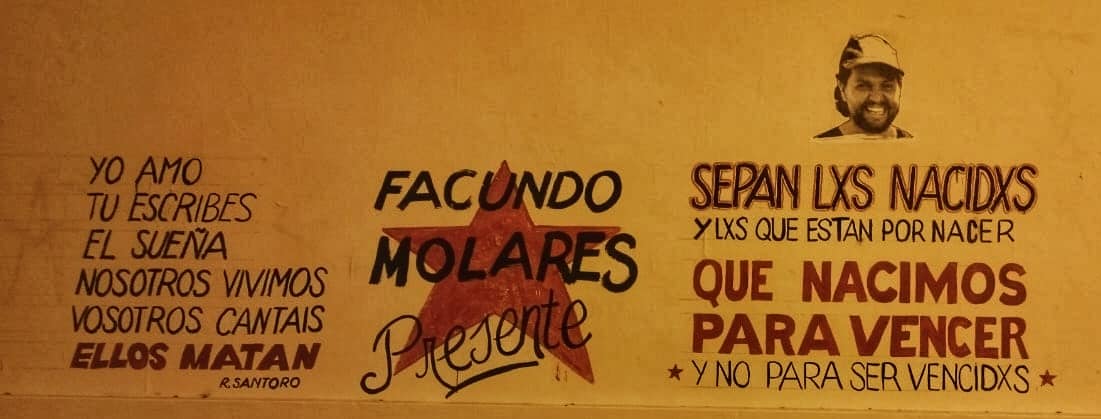 YO AMO
TU ESCRIBES
EL SUEÑA
NOSOTROS VIVIMOS
VOSOTROS CANTAIS
ELLOS MATAN
R. SANTORO
FACUNDO
MOLARES
Presente
SEPAN LXS NACIDXS
Y LXS QUE ESTAN POR NACER
QUE NACIMOS
PARA VENCER
Y NO PARA SER VENCIDXS